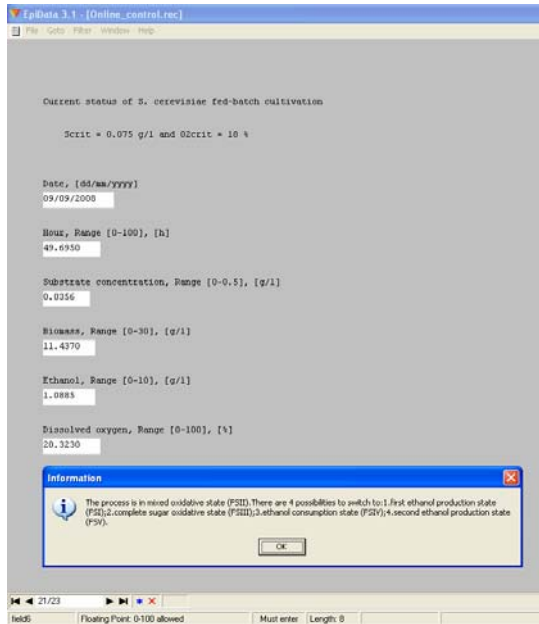 EpiData 3.1 - [Online_control.rec]
File Goto Filter Window Help
Current status of S. cerevisiae fed-batch cultivation
Scrit = 0.075 g/l and O2crit = 18 %
Date, [dd/mm/yyyy]
09/09/2008
Hour, Range [0-100], [h]
49.6950
Substrate concentration, Range [0-0.5], [g/l]
0.0356
Biomass, Range [0-30], [g/l]
11.4370
Ethanol, Range [0-10], [g/l]
1.0885
Dissolved oxygen, Range [0-100], [%]
20.3230
Information
The process is in mixed oxidative state (FSII).There are 4 possibilities to switch to:1.first ethanol production state
(FSI);2.complete sugar oxidative state (FSIII);3.ethanol consumption state (FSIV);4.second ethanol production state
(FSV).
OK
21/23
field6 Floating Point: 0-100 allowed Must enter Length: 8